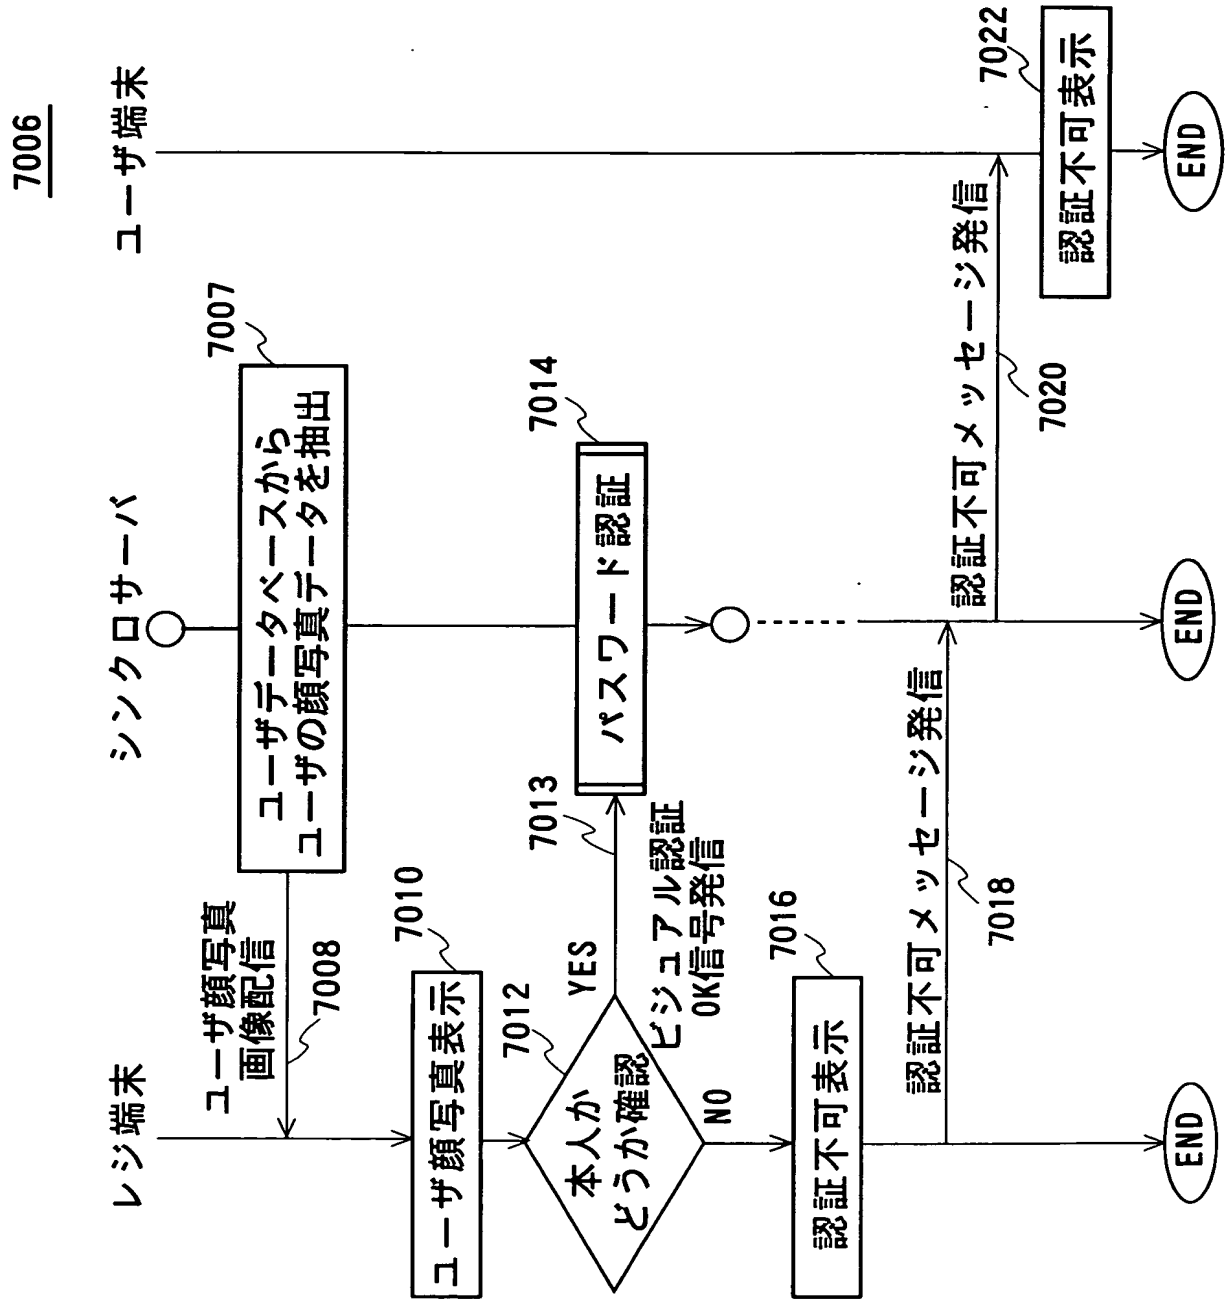 7006
レジ端末
シンクロサーバ
ユーザ端末
ユーザデータベースから
ユーザの顔写真データを抽出
7007
ユーザ顔写真
画像配信
7008
ユーザ顔写真表示
7010
本人か
どうか確認
7012
YES
7013
ビジュアル認証
OK信号発信
パスワード認証
7014
NO
認証不可表示
7016
認証不可メッセージ発信
7018
認証不可メッセージ発信
7020
認証不可表示
7022
END
END
END